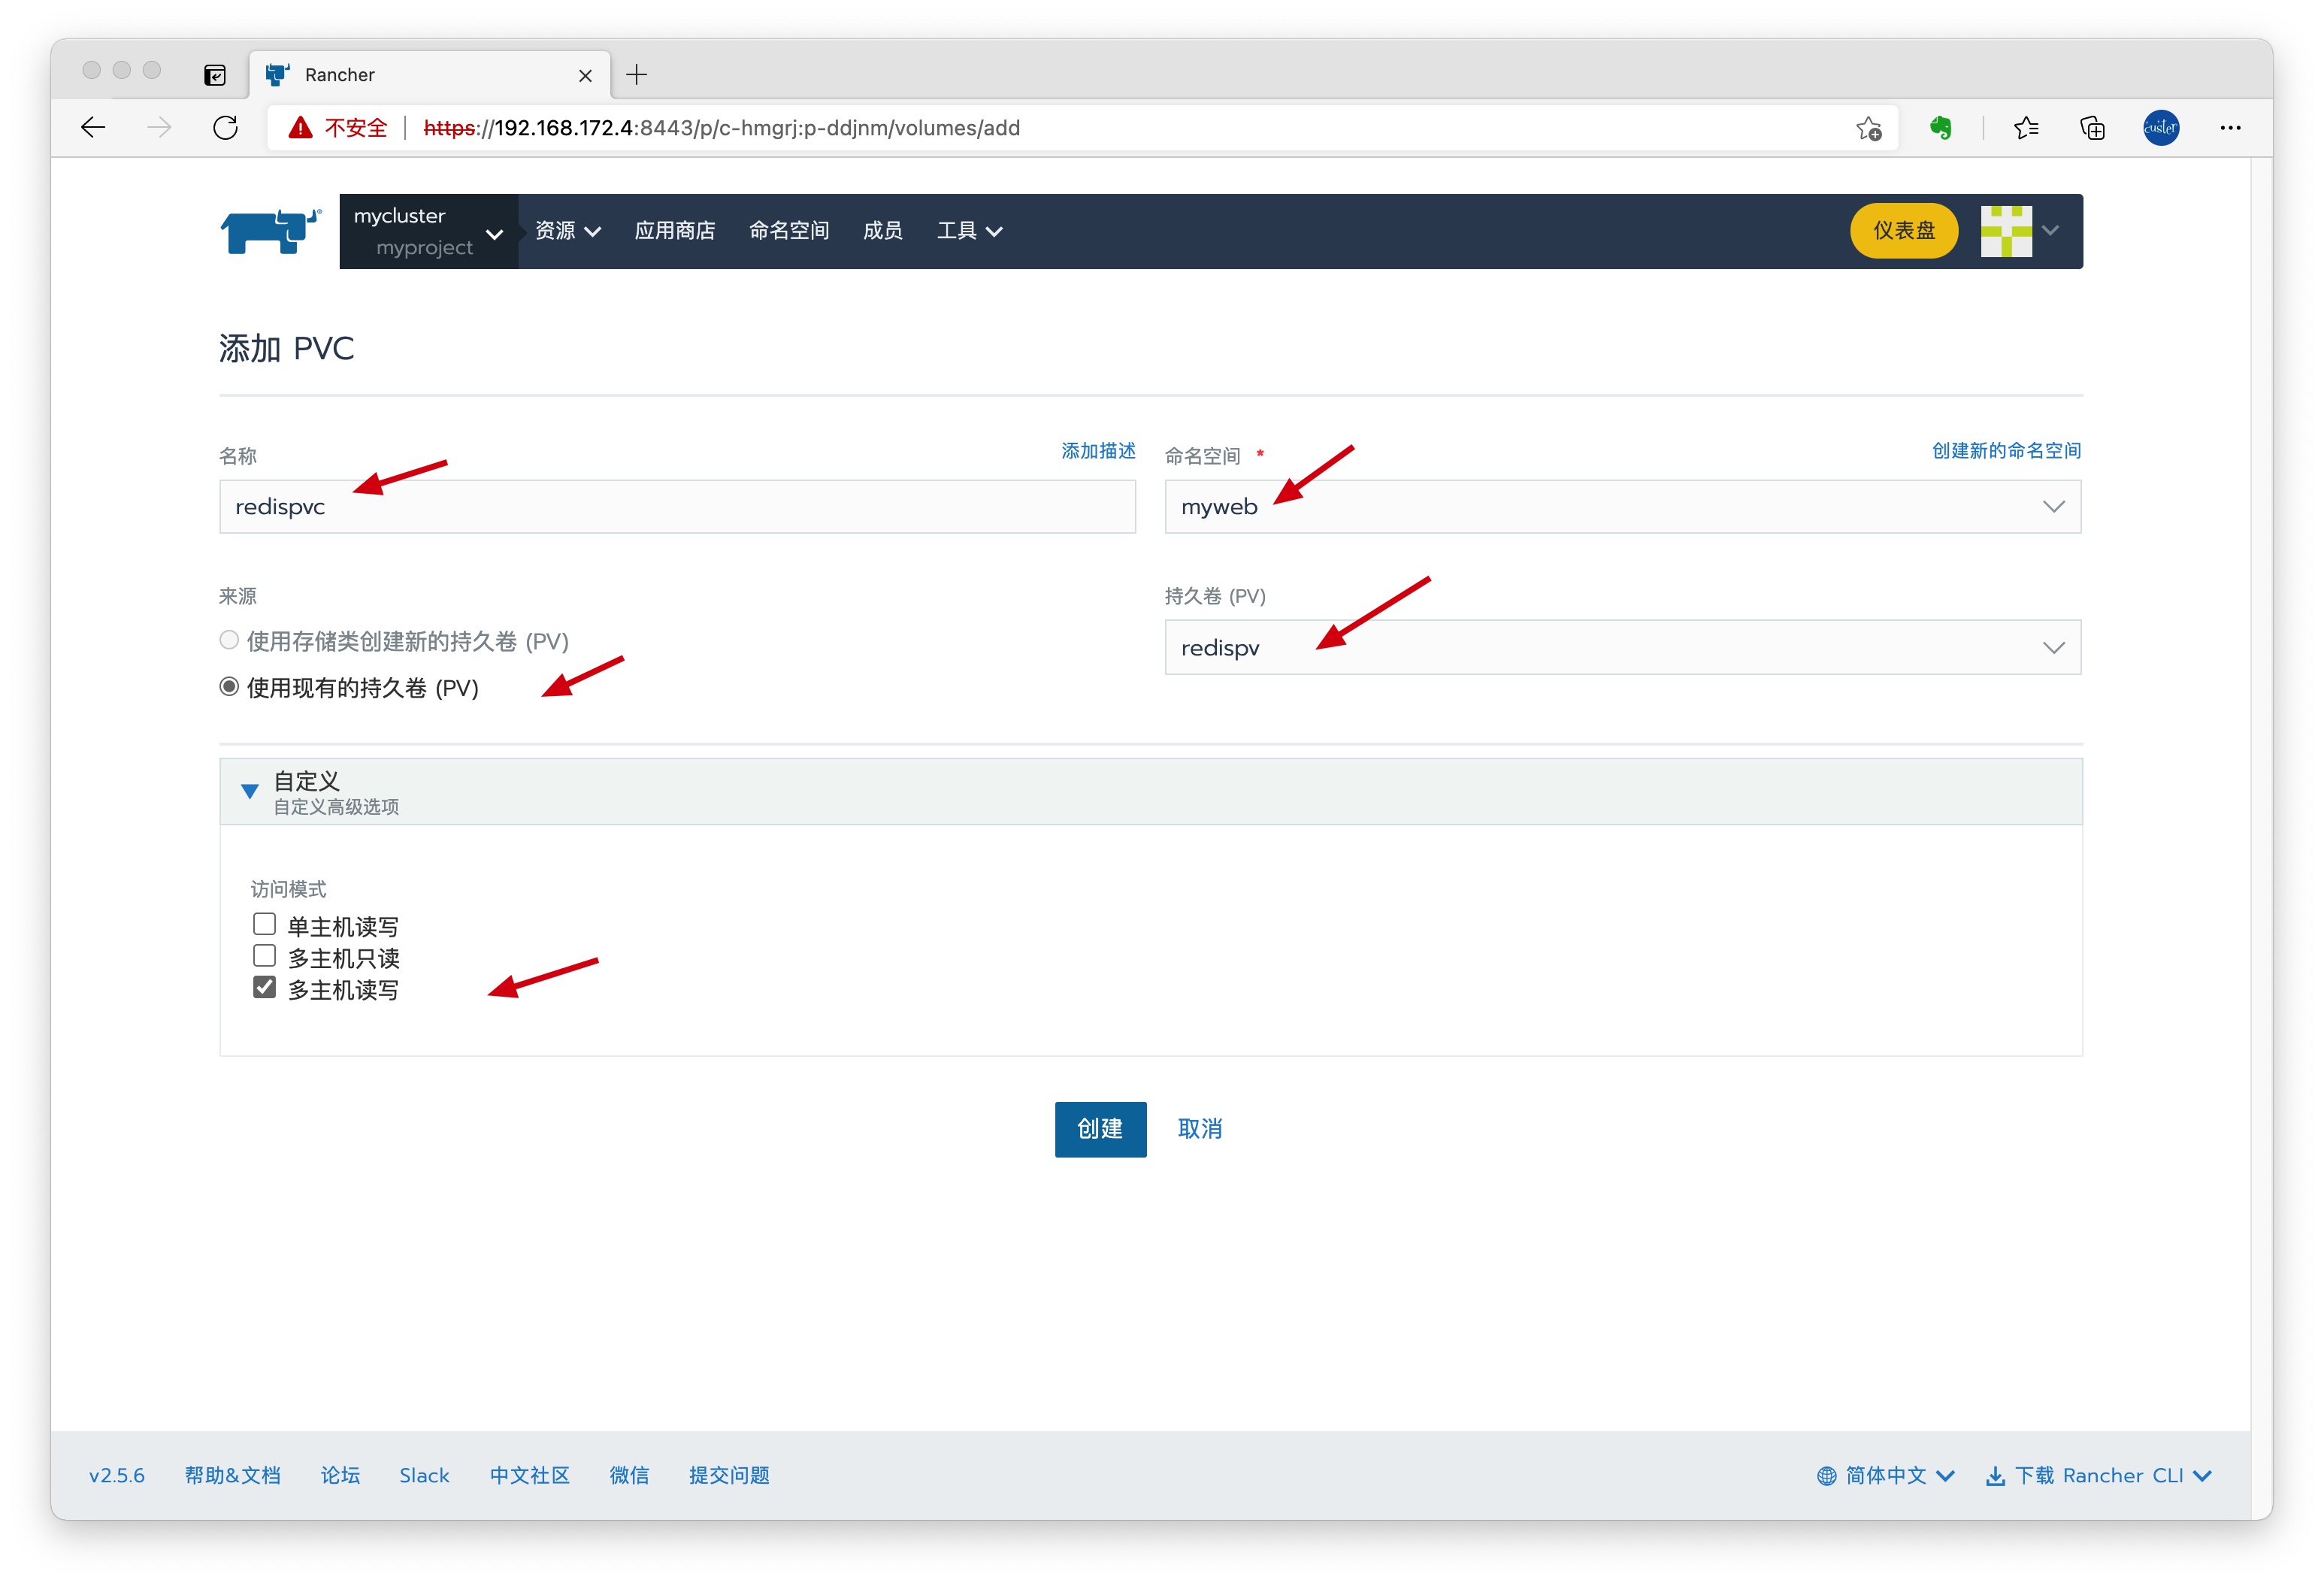 Rancher
不安全 https://192.168.172.4:8443/p/c-hmgrj:p-ddjnm/volumes/add
mycluster
myproject
资源 应用商店 命名空间 成员 工具 仪表盘
添加 PVC
名称 添加描述 命名空间 * 创建新的命名空间
redispvc myweb
来源 持久卷 (PV)
使用存储类创建新的持久卷 (PV) redispv
使用现有的持久卷 (PV)
自定义
自定义高级选项
访问模式
单主机读写
多主机只读
多主机读写
创建 取消
v2.5.6 帮助&文档 论坛 Slack 中文社区 微信 提交问题 简体中文 下载 Rancher CLI